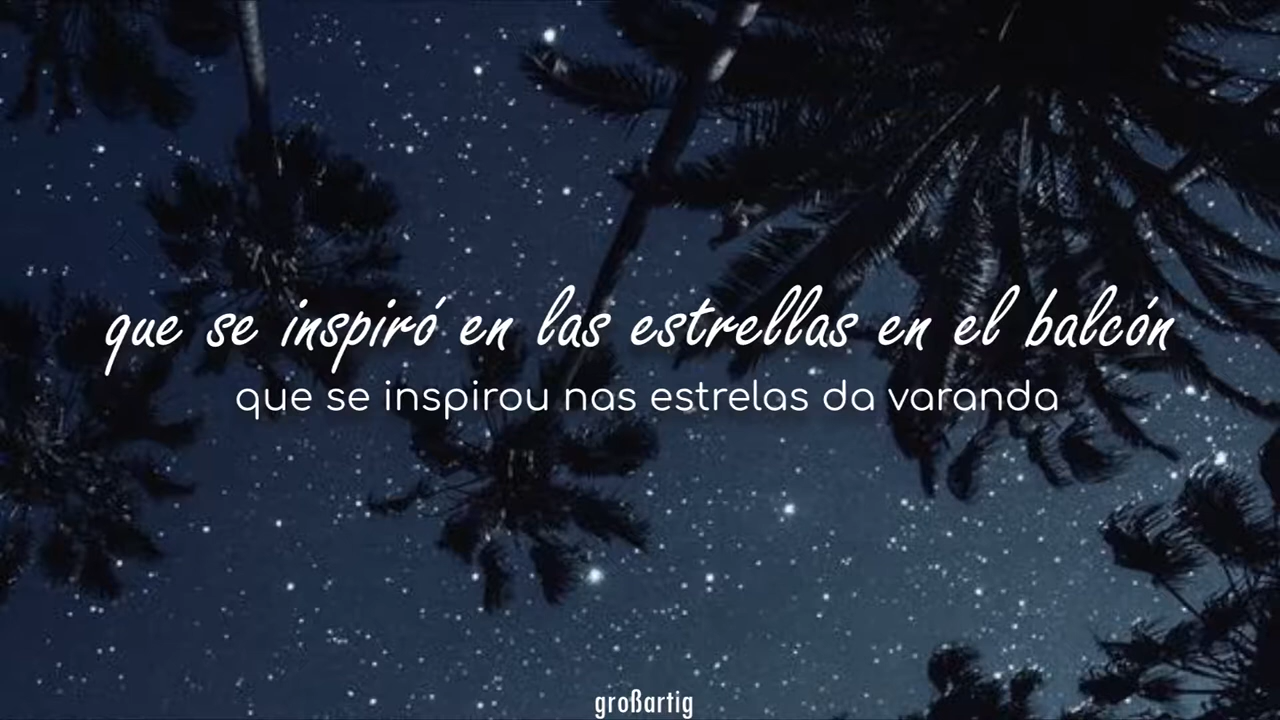 que se inspiró en las estrellas en el balcón
que se inspirou nas estrelas da varanda
großartig